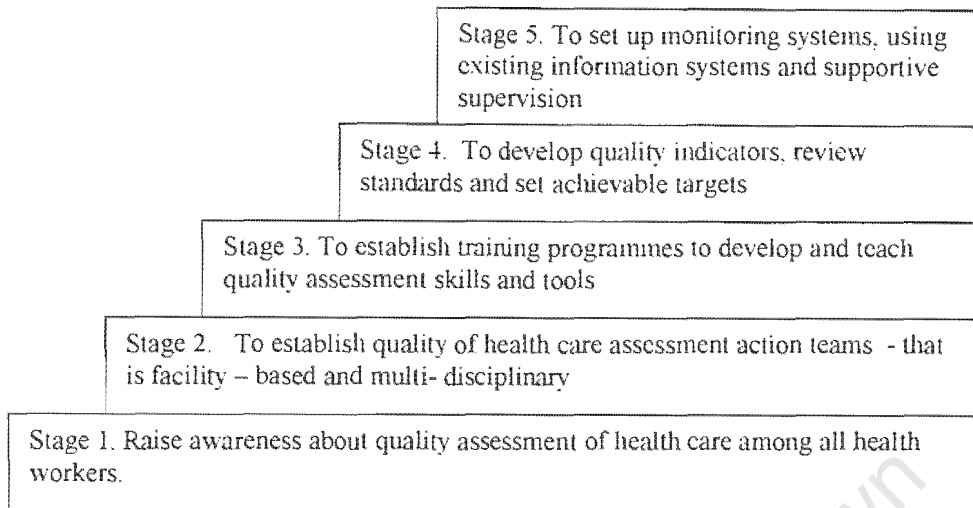 Stage 5. To set up monitoring systems, using
existing information systems and supportive
supervision
Stage 4. To develop quality indicators, review
standards and set achievable targets
Stage 3. To establish training programmes to develop and teach
quality assessment skills and tools
Stage 2. To establish quality of health care assessment action teams - that
is facility – based and multi- disciplinary
Stage 1. Raise awareness about quality assessment of health care among all health
workers.
wn